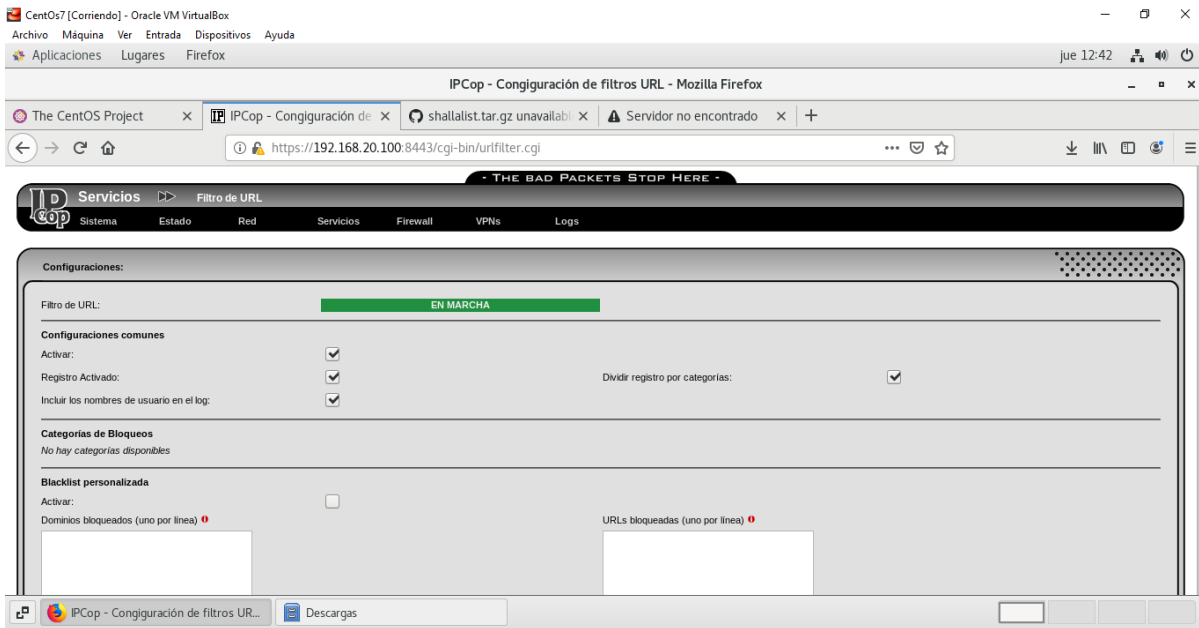 CentOs7 [Corriendo] - Oracle VM VirtualBox
Archivo Máquina Ver Entrada Dispositivos Ayuda
Aplicaciones Lugares Firefox jue 12:42
IPCop - Congiguración de filtros URL - Mozilla Firefox
The CentOS Project IP IPCop - Congiguración de shallalist.tar.gz unavailabl Servidor no encontrado
https://192.168.20.100:8443/cgi-bin/urlfilter.cgi
- THE BAD PACKETS STOP HERE -
IP cop Servicios Filtro de URL
Sistema Estado Red Servicios Firewall VPNs Logs
Configuraciones:
Filtro de URL: EN MARCHA
Configuraciones comunes
Activar:
Registro Activado: Dividir registro por categorías:
Incluir los nombres de usuario en el log:
Categorías de Bloqueos
No hay categorías disponibles
Blacklist personalizada
Activar:
Dominios bloqueados (uno por línea) URLs bloqueadas (uno por línea)
IPCop - Congiguración de filtros UR... Descargas